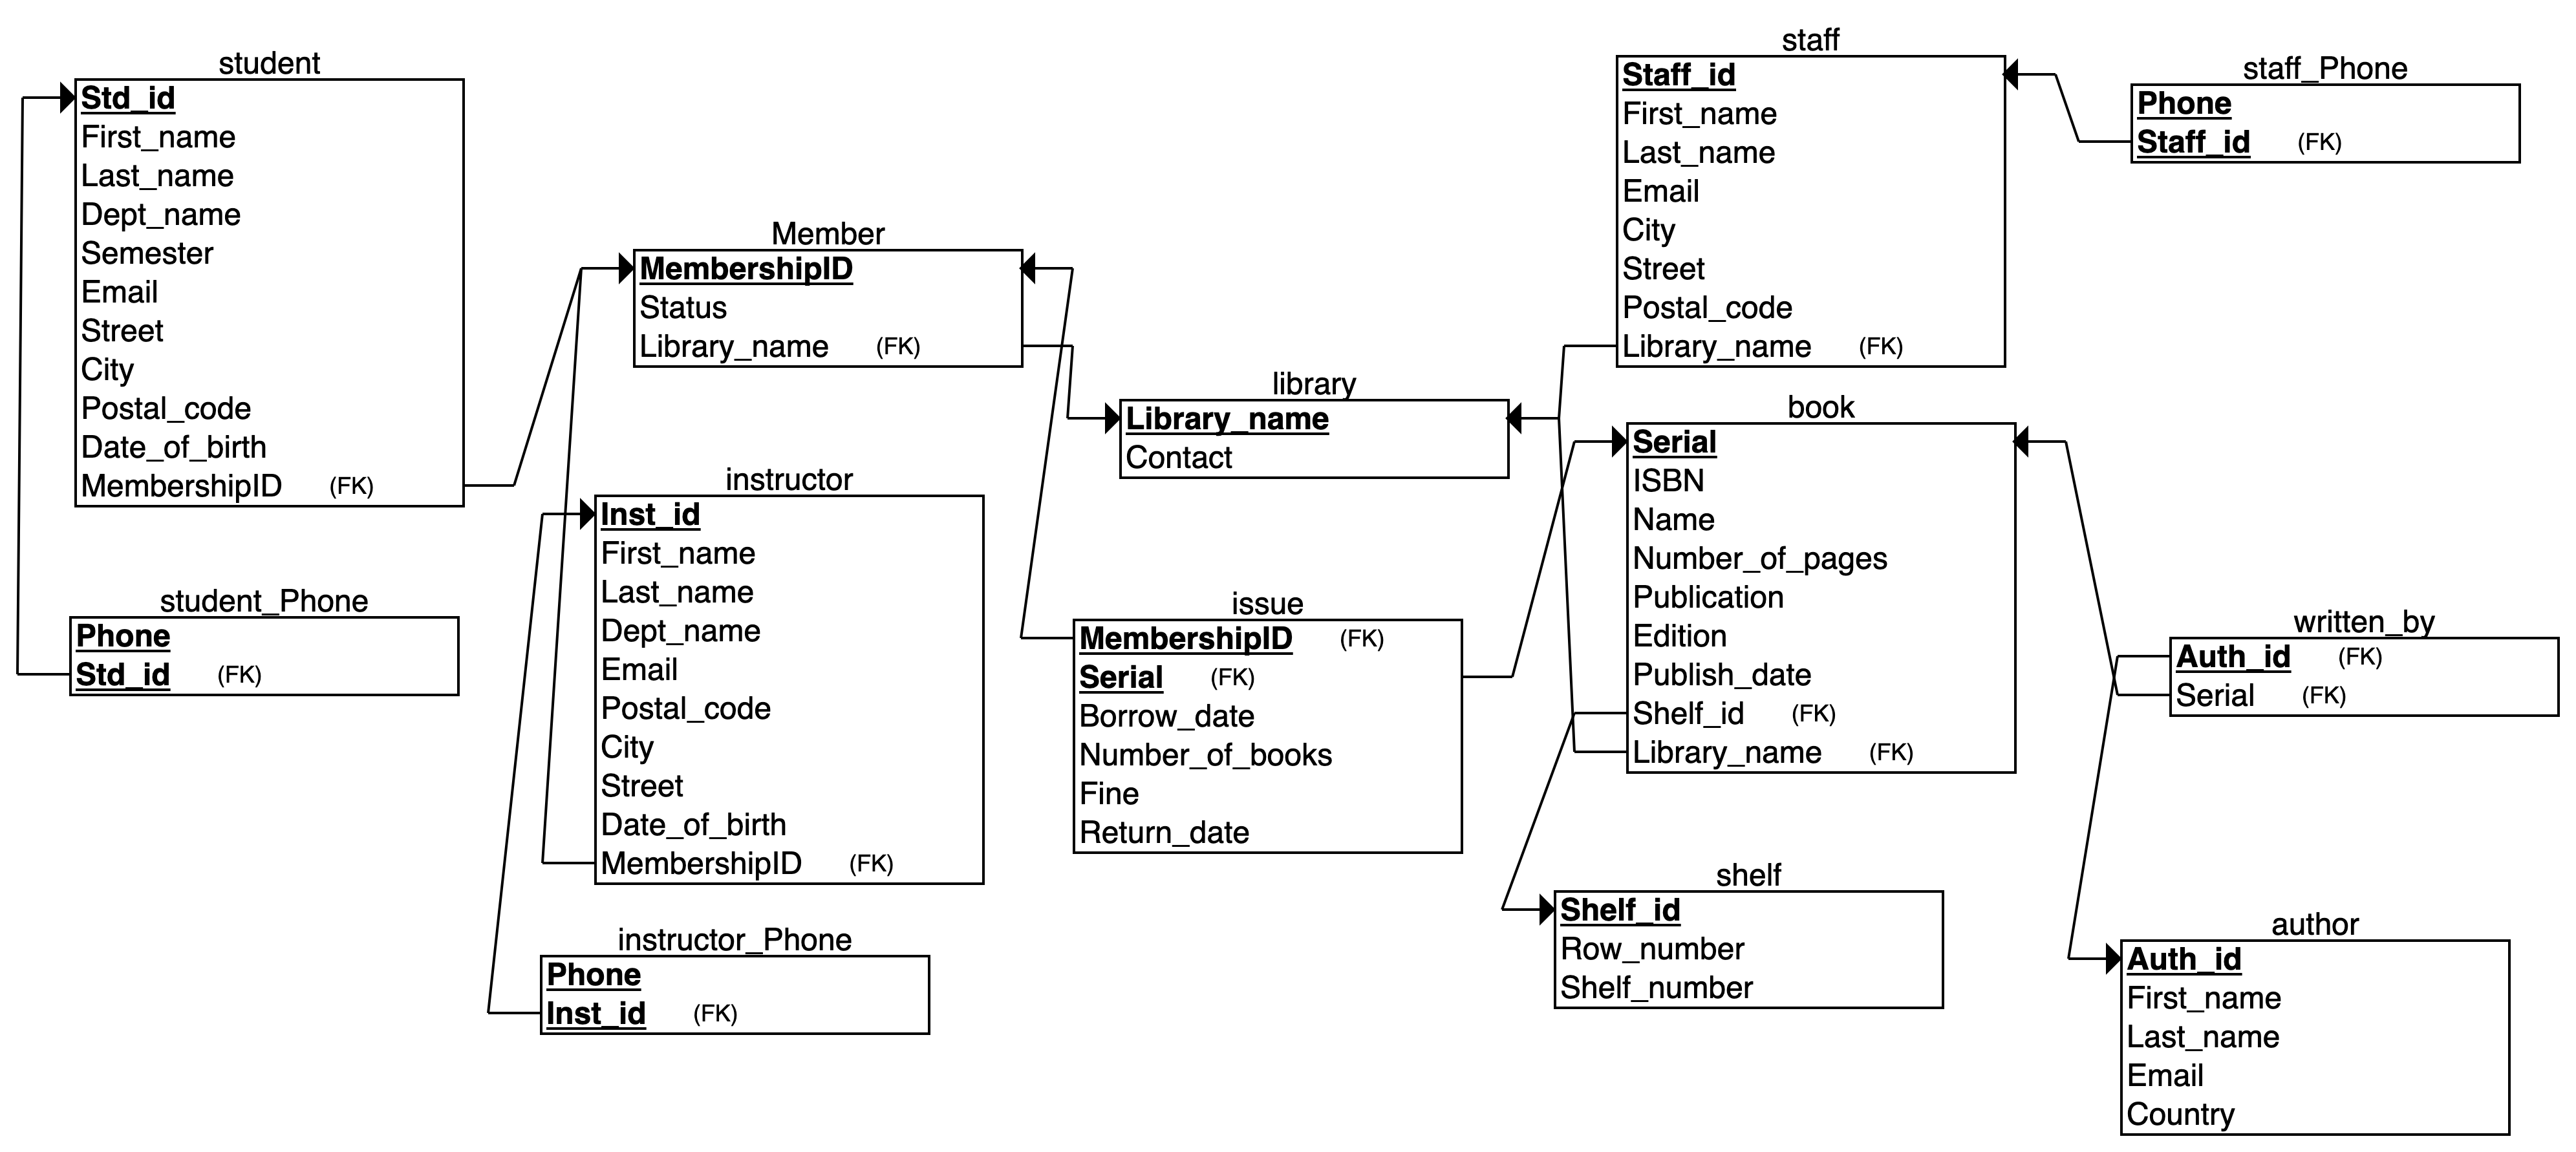 student
Std_id
First_name
Last_name
Dept_name
Semester
Email
Street
City
Postal_code
Date_of_birth
MembershipID (FK)
student_Phone
Phone
Std_id (FK)
Member
MembershipID
Status
Library_name (FK)
instructor
Inst_id
First_name
Last_name
Dept_name
Email
Postal_code
City
Street
Date_of_birth
MembershipID (FK)
instructor_Phone
Phone
Inst_id (FK)
library
Library_name
Contact
issue
MembershipID (FK)
Serial (FK)
Borrow_date
Number_of_books
Fine
Return_date
staff
Staff_id
First_name
Last_name
Email
City
Street
Postal_code
Library_name (FK)
book
Serial
ISBN
Name
Number_of_pages
Publication
Edition
Publish_date
Shelf_id (FK)
Library_name (FK)
shelf
Shelf_id
Row_number
Shelf_number
staff_Phone
Phone
Staff_id (FK)
written_by
Auth_id (FK)
Serial (FK)
author
Auth_id
First_name
Last_name
Email
Country